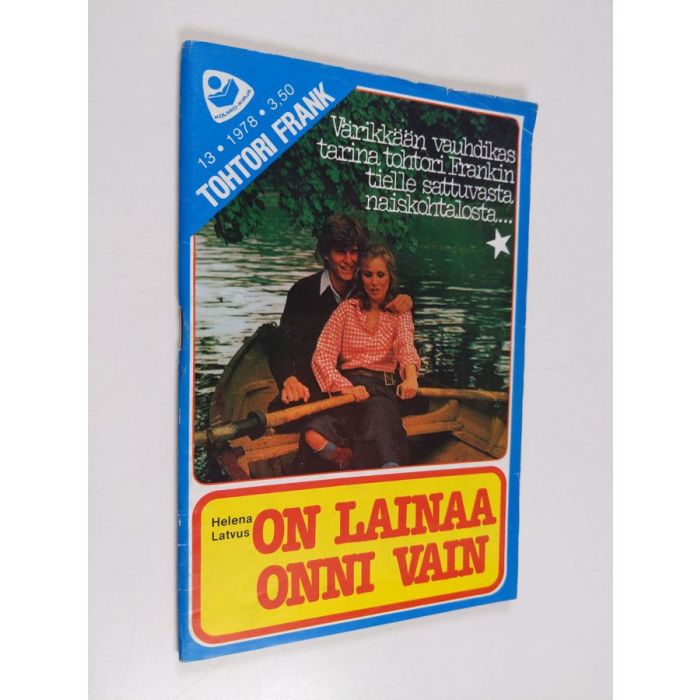 KOLMIO-KIRJA
13 • 1978 • 3,50
TOHTORI FRANK
Värikkään vauhdikas
tarina tohtori Frankin
tielle sattuvasta
naiskohtalosta...
Helena
Latvus
ON LAINAA
ONNI VAIN